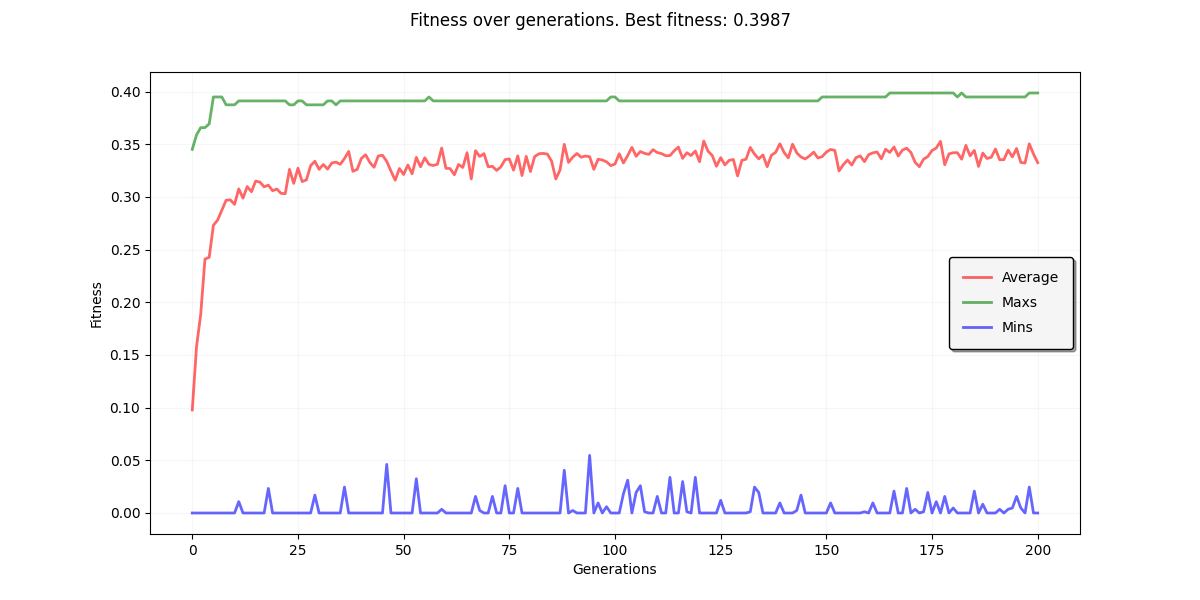 Fitness over generations. Best fitness: 0.3987
0.40
0.35
0.30
0.25
0.20
0.15
0.10
0.05
0.00
Fitness
Average
Maxs
Mins
0 25 50 75 100 125 150 175 200
Generations